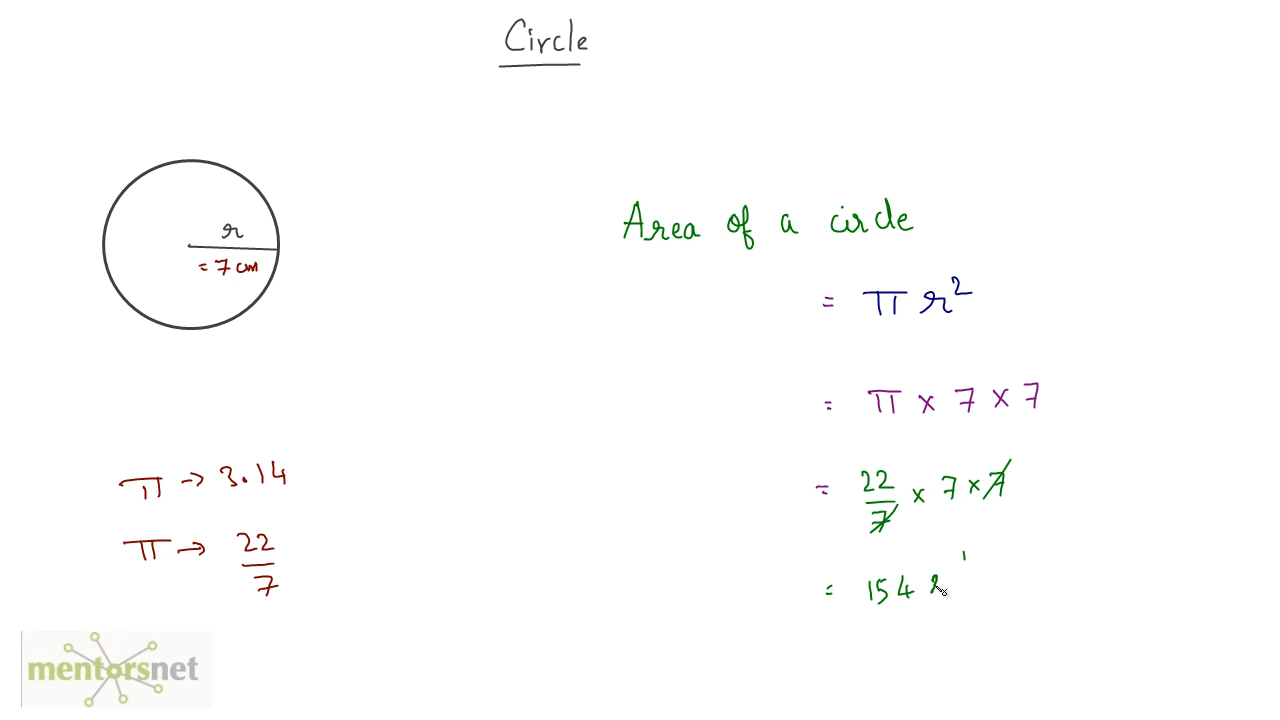 Circle
r
= 7 cm
Area of a circle
= π r²
= π × 7 × 7
π → 3.14
= 22/7 × 7 × 7
π → 22/7
= 154
mentorsnet